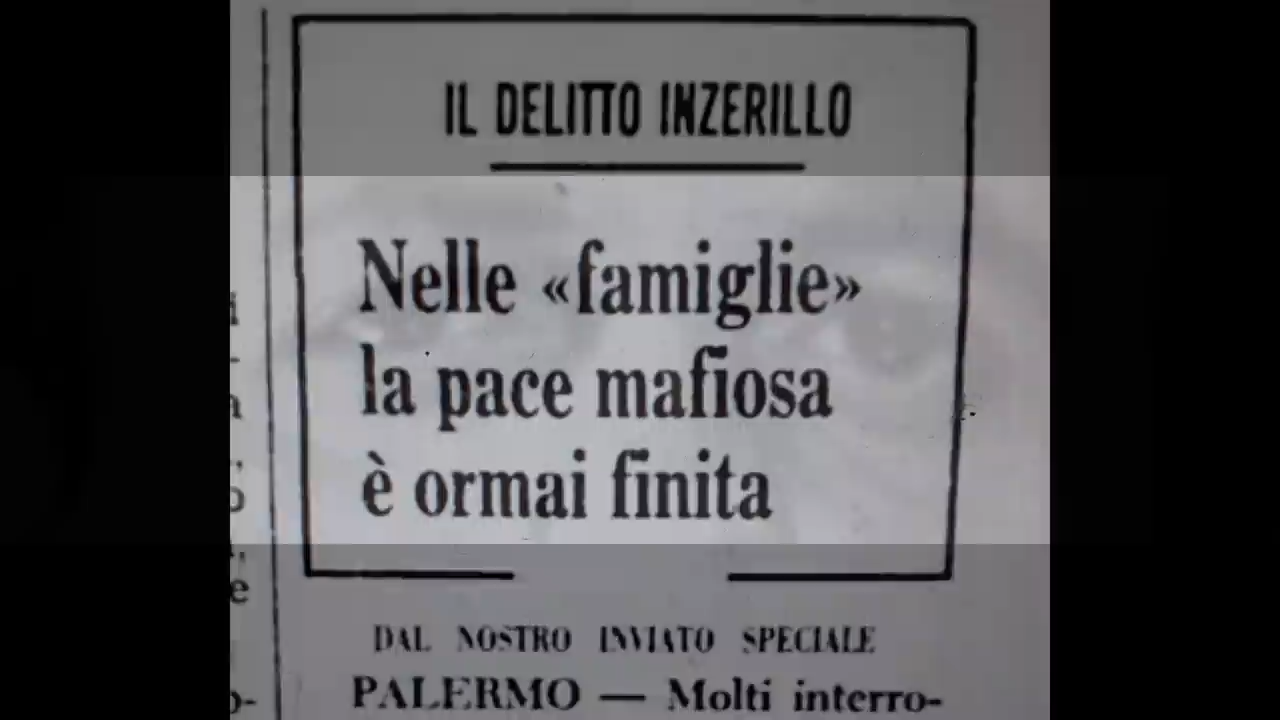 IL DELITTO INZERILLO
Nelle «famiglie»
la pace mafiosa
è ormai finita
DAL NOSTRO INVIATO SPECIALE
PALERMO — Molti interro-